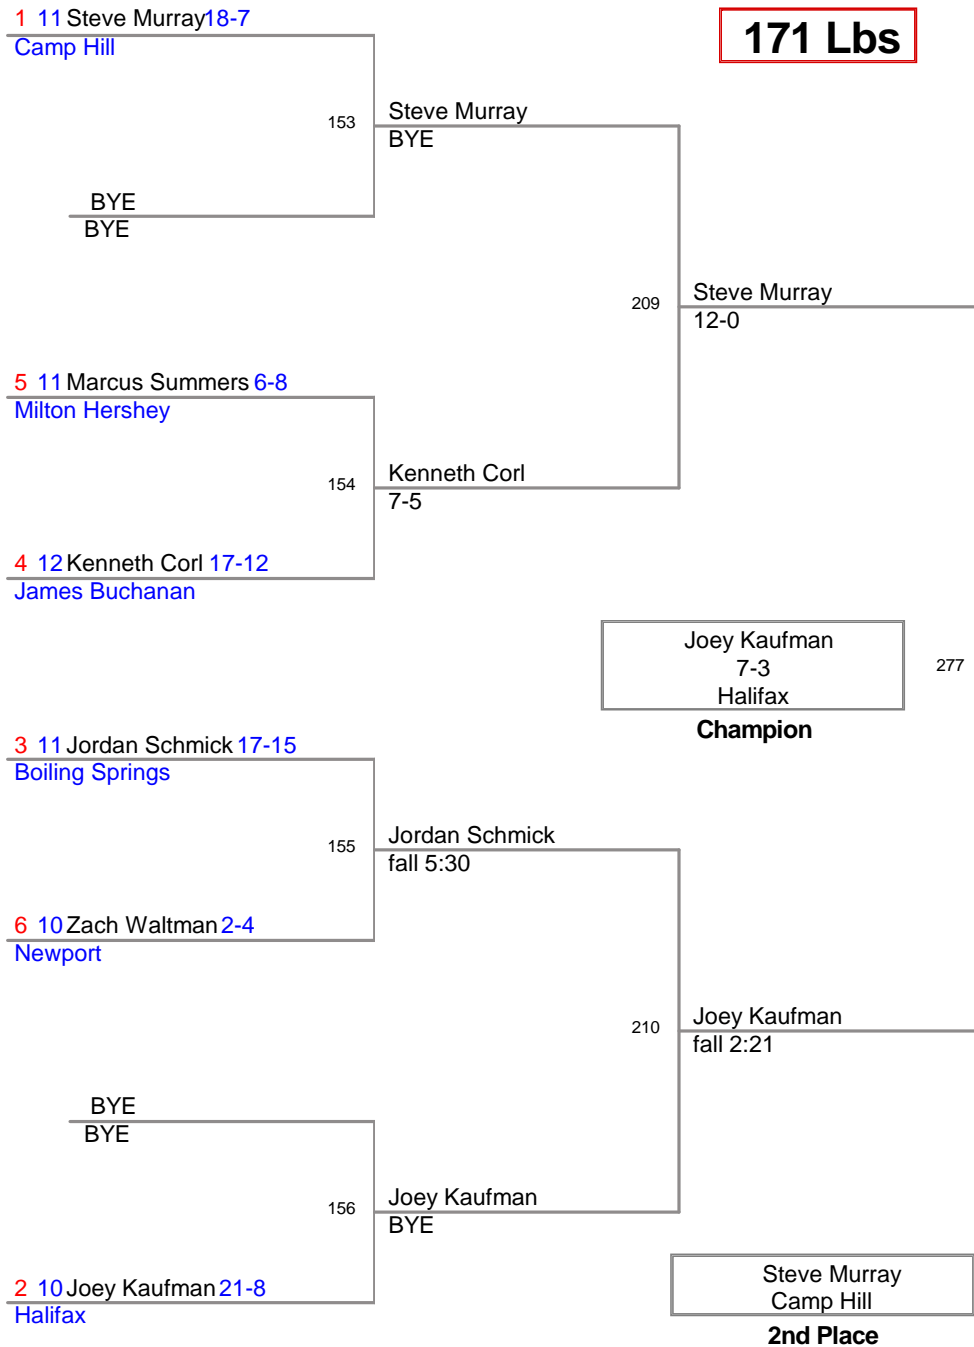 1 11 Steve Murray 18-7
Camp Hill
171 Lbs
153
Steve Murray
BYE
BYE
BYE
209
Steve Murray
12-0
5 11 Marcus Summers 6-8
Milton Hershey
154
Kenneth Corl
7-5
4 12 Kenneth Corl 17-12
James Buchanan
Joey Kaufman
7-3
Halifax
277
Champion
3 11 Jordan Schmick 17-15
Boiling Springs
155
Jordan Schmick
fall 5:30
6 10 Zach Waltman 2-4
Newport
210
Joey Kaufman
fall 2:21
BYE
BYE
156
Joey Kaufman
BYE
2 10 Joey Kaufman 21-8
Halifax
Steve Murray
Camp Hill
2nd Place